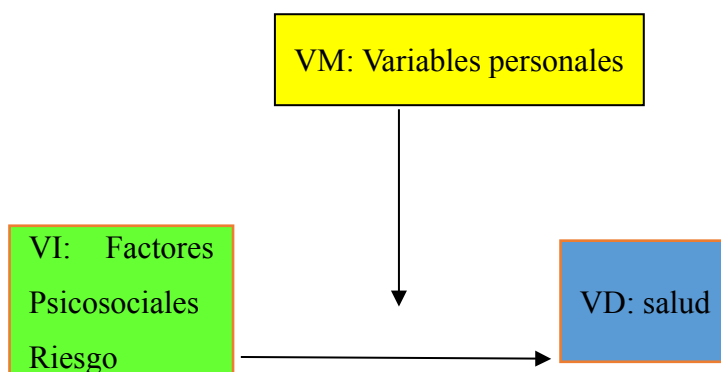 VM: Variables personales
VI: Factores
Psicosociales
Riesgo
VD: salud